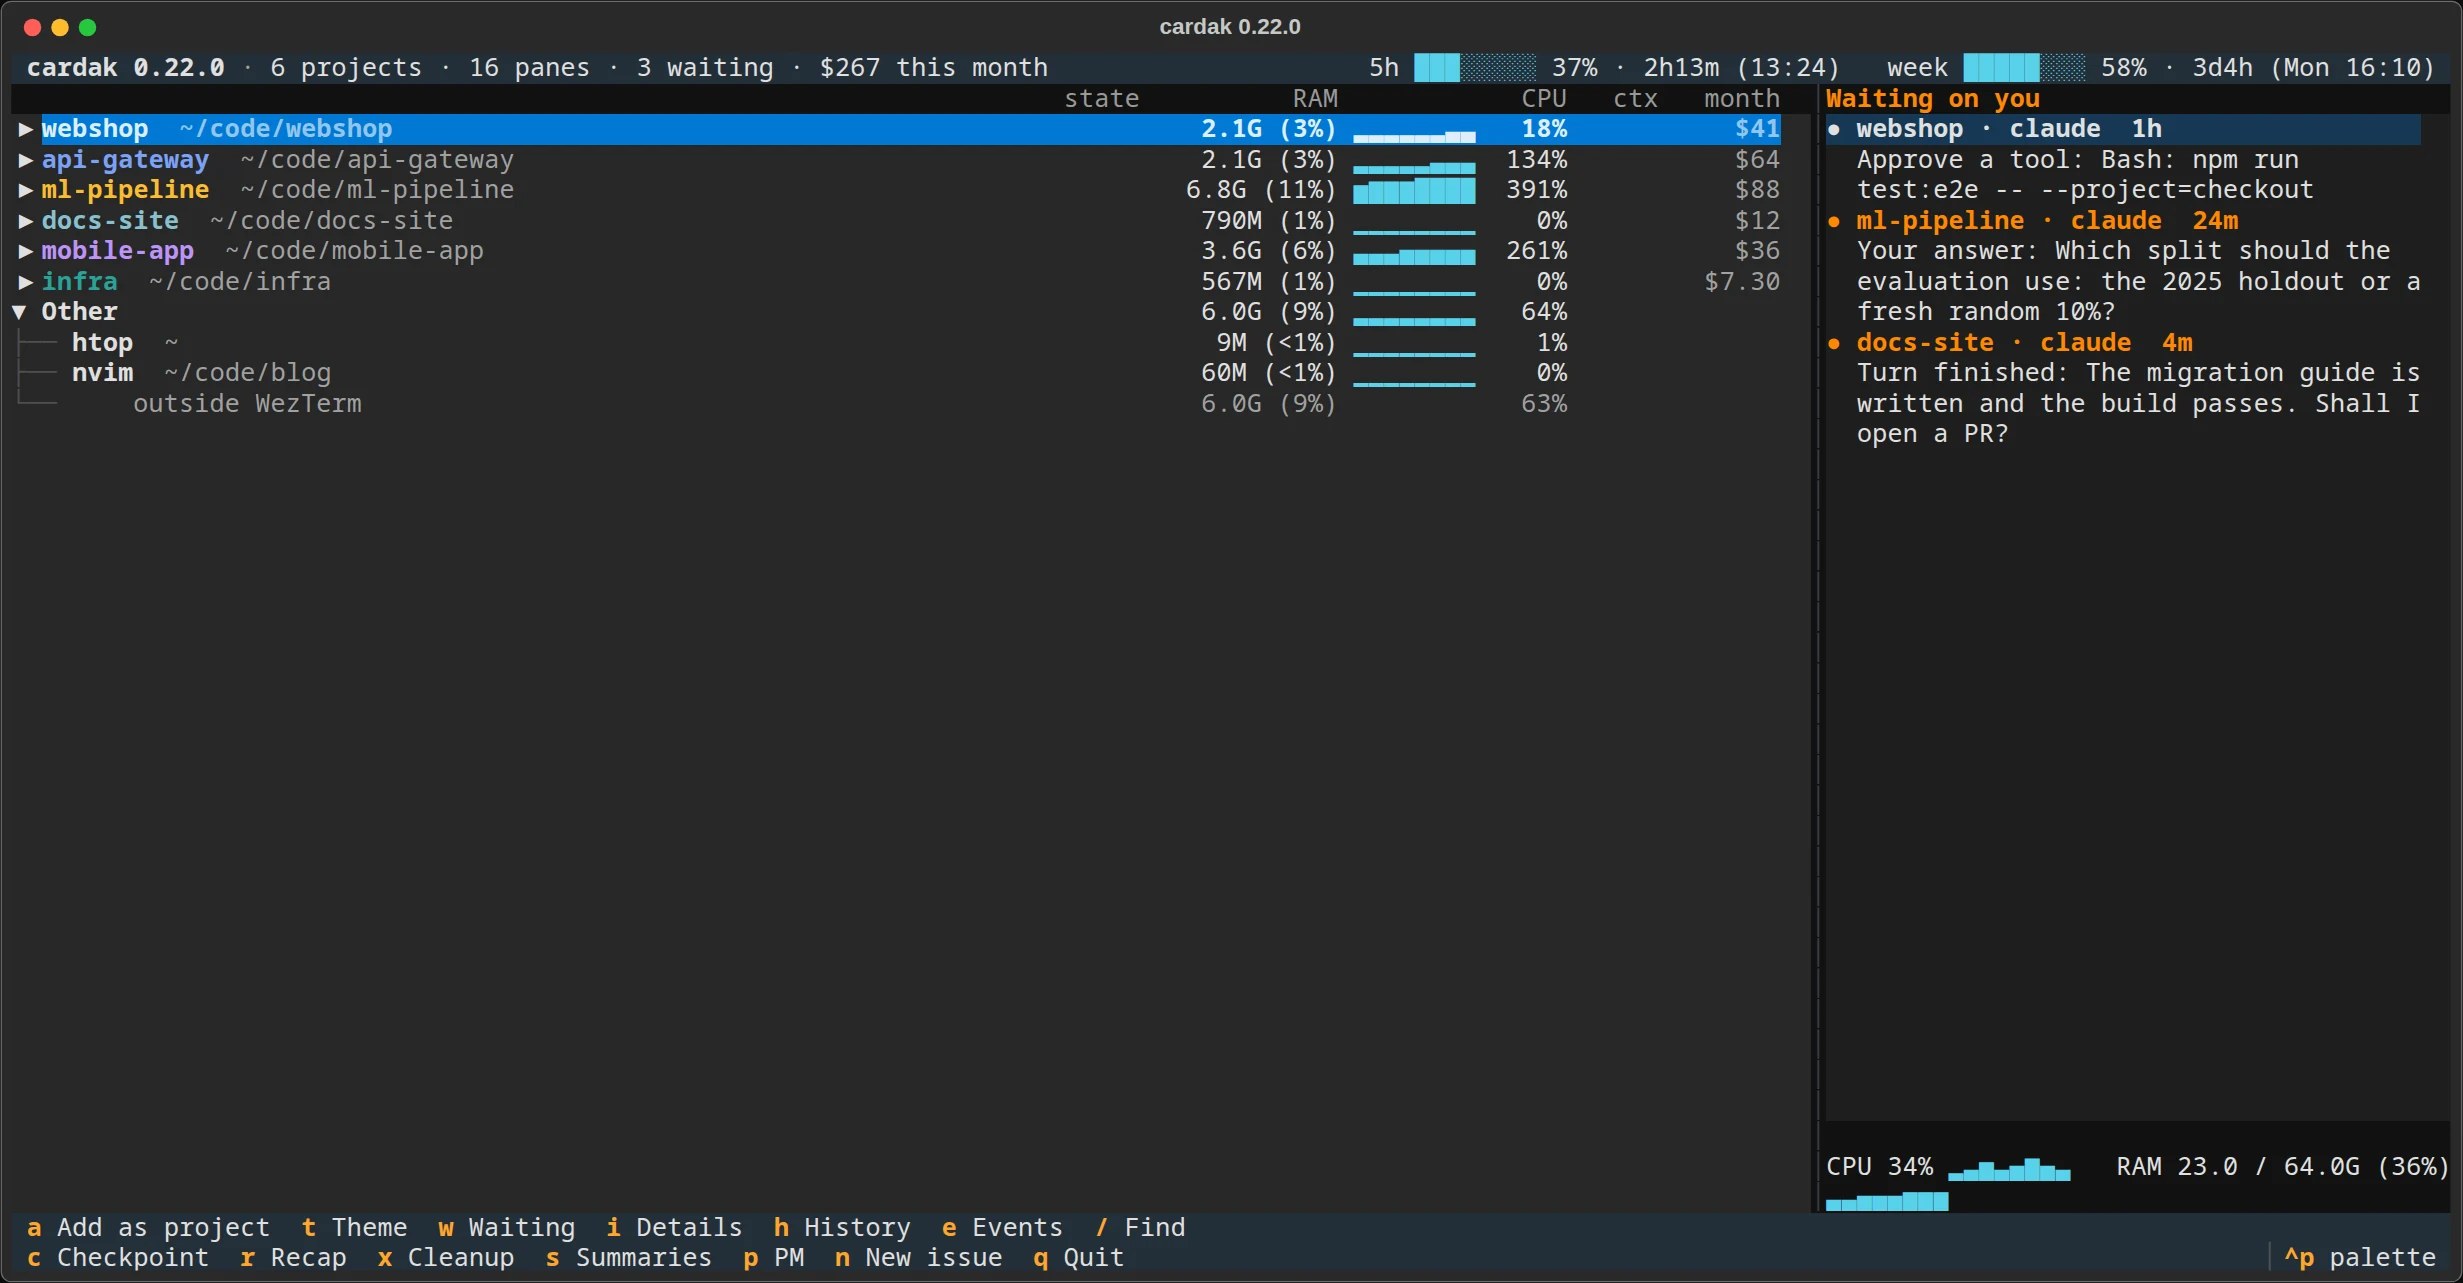 cardak 0.22.0
cardak 0.22.0 · 6 projects · 16 panes · 3 waiting · $267 this month 5h 37% · 2h13m (13:24) week 58% · 3d4h (Mon 16:10)
state RAM CPU ctx month
▶ webshop ~/code/webshop 2.1G (3%) 18% $41
▶ api-gateway ~/code/api-gateway 2.1G (3%) 134% $64
▶ ml-pipeline ~/code/ml-pipeline 6.8G (11%) 391% $88
▶ docs-site ~/code/docs-site 790M (1%) 0% $12
▶ mobile-app ~/code/mobile-app 3.6G (6%) 261% $36
▶ infra ~/code/infra 567M (1%) 0% $7.30
▼ Other 6.0G (9%) 64%
htop ~ 9M (<1%) 1%
nvim ~/code/blog 60M (<1%) 0%
outside WezTerm 6.0G (9%) 63%
Waiting on you
● webshop · claude 1h
Approve a tool: Bash: npm run
test:e2e -- --project=checkout
● ml-pipeline · claude 24m
Your answer: Which split should the
evaluation use: the 2025 holdout or a
fresh random 10%?
● docs-site · claude 4m
Turn finished: The migration guide is
written and the build passes. Shall I
open a PR?
CPU 34% RAM 23.0 / 64.0G (36%)
a Add as project t Theme w Waiting i Details h History e Events / Find
c Checkpoint r Recap x Cleanup s Summaries p PM n New issue q Quit ^p palette